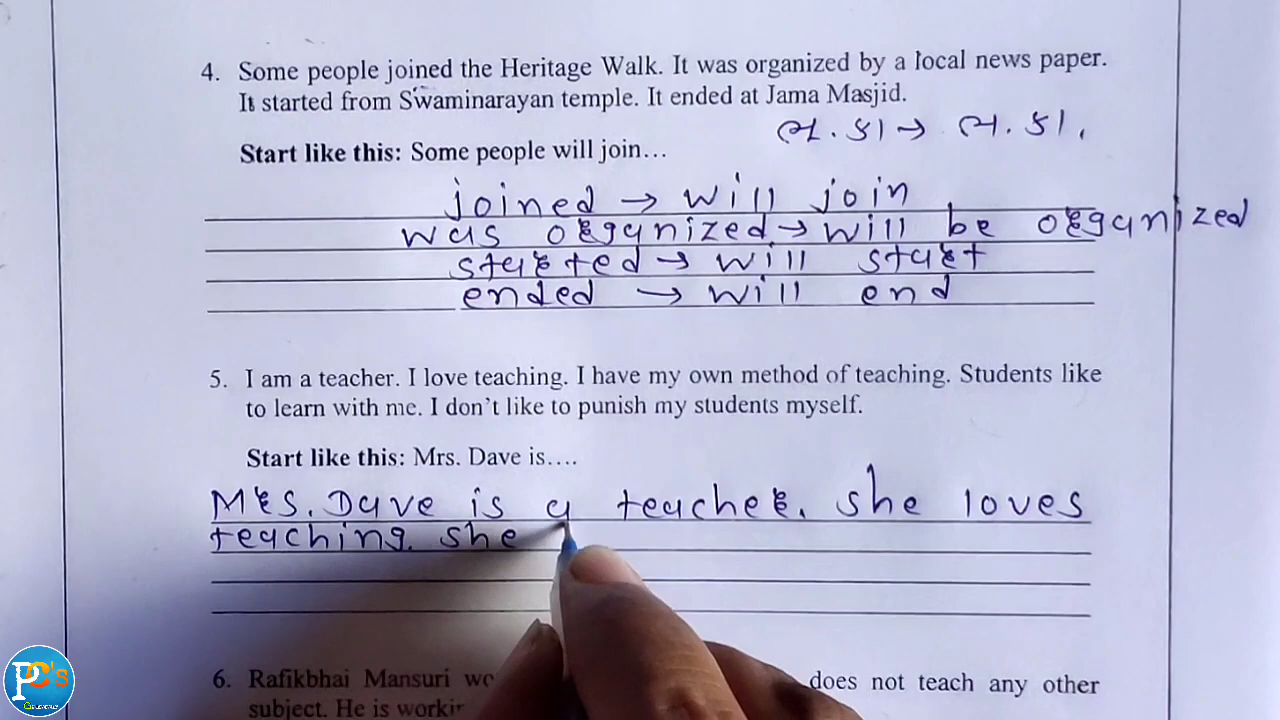 4. Some people joined the Heritage Walk. It was organized by a local news paper.
It started from Swaminarayan temple. It ended at Jama Masjid.
ભૂ. કા → ભ. કા.
Start like this: Some people will join…
joined → will join
was organized → will be organized
started → will start
ended → will end
5. I am a teacher. I love teaching. I have my own method of teaching. Students like
to learn with me. I don't like to punish my students myself.
Start like this: Mrs. Dave is….
Mrs. Dave is a teacher. she loves
teaching. she
6. Rafikbhai Mansuri
does not teach any other
subject. He is
PC's